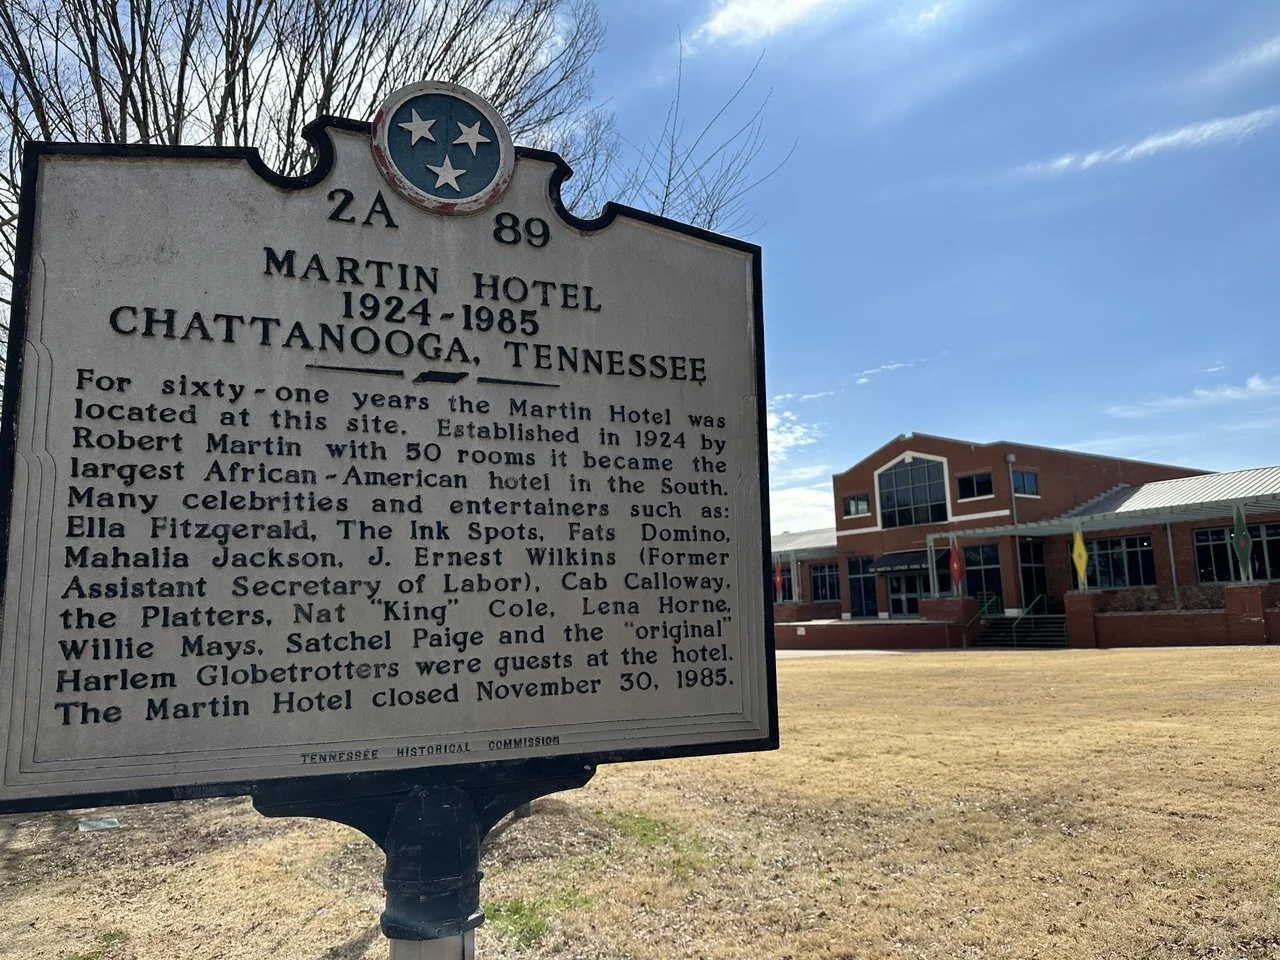 2A 89
MARTIN HOTEL
1924-1985
CHATTANOOGA, TENNESSEE
For sixty-one years the Martin Hotel was
located at this site. Established in 1924 by
Robert Martin with 50 rooms it became the
largest African-American hotel in the South.
Many celebrities and entertainers such as:
Ella Fitzgerald, The Ink Spots, Fats Domino,
Mahalia Jackson, J. Ernest Wilkins (Former
Assistant Secretary of Labor), Cab Calloway,
the Platters, Nat "King" Cole, Lena Horne,
Willie Mays, Satchel Paige and the "original"
Harlem Globetrotters were guests at the hotel.
The Martin Hotel closed November 30, 1985.
TENNESSEE HISTORICAL COMMISSION
MARTIN LUTHER KING